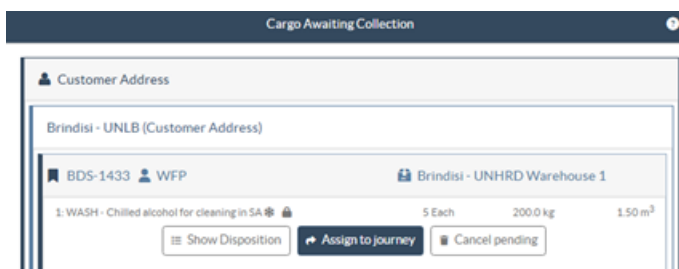 Cargo Awaiting Collection
?
Customer Address
Brindisi - UNLB (Customer Address)
BDS-1433 WFP Brindisi - UNHRD Warehouse 1
1: WASH - Chilled alcohol for cleaning in SA 5 Each 200.0 kg 1.50 m³
Show Disposition Assign to journey Cancel pending